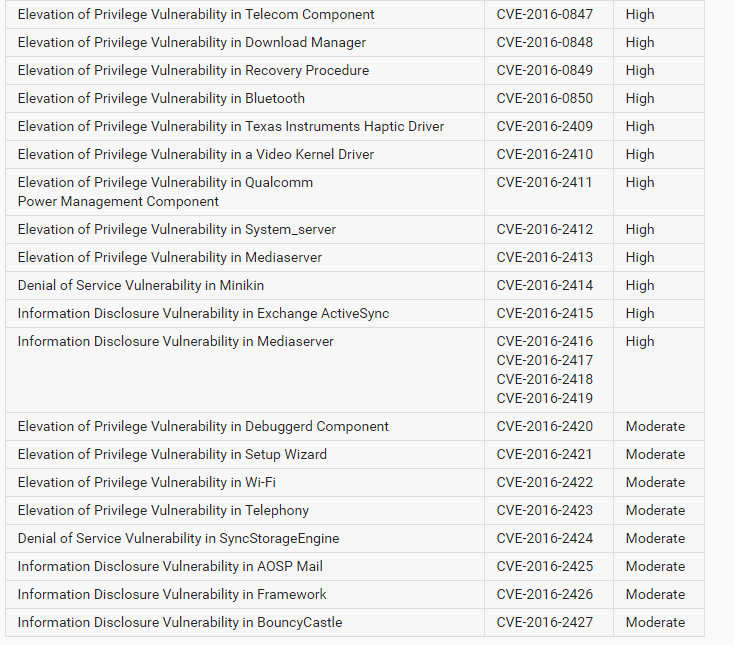 Elevation of Privilege Vulnerability in Telecom Component CVE-2016-0847 High
Elevation of Privilege Vulnerability in Download Manager CVE-2016-0848 High
Elevation of Privilege Vulnerability in Recovery Procedure CVE-2016-0849 High
Elevation of Privilege Vulnerability in Bluetooth CVE-2016-0850 High
Elevation of Privilege Vulnerability in Texas Instruments Haptic Driver CVE-2016-2409 High
Elevation of Privilege Vulnerability in a Video Kernel Driver CVE-2016-2410 High
Elevation of Privilege Vulnerability in Qualcomm CVE-2016-2411 High
Power Management Component
Elevation of Privilege Vulnerability in System_server CVE-2016-2412 High
Elevation of Privilege Vulnerability in Mediaserver CVE-2016-2413 High
Denial of Service Vulnerability in Minikin CVE-2016-2414 High
Information Disclosure Vulnerability in Exchange ActiveSync CVE-2016-2415 High
Information Disclosure Vulnerability in Mediaserver CVE-2016-2416 High
CVE-2016-2417
CVE-2016-2418
CVE-2016-2419
Elevation of Privilege Vulnerability in Debuggerd Component CVE-2016-2420 Moderate
Elevation of Privilege Vulnerability in Setup Wizard CVE-2016-2421 Moderate
Elevation of Privilege Vulnerability in Wi-Fi CVE-2016-2422 Moderate
Elevation of Privilege Vulnerability in Telephony CVE-2016-2423 Moderate
Denial of Service Vulnerability in SyncStorageEngine CVE-2016-2424 Moderate
Information Disclosure Vulnerability in AOSP Mail CVE-2016-2425 Moderate
Information Disclosure Vulnerability in Framework CVE-2016-2426 Moderate
Information Disclosure Vulnerability in BouncyCastle CVE-2016-2427 Moderate